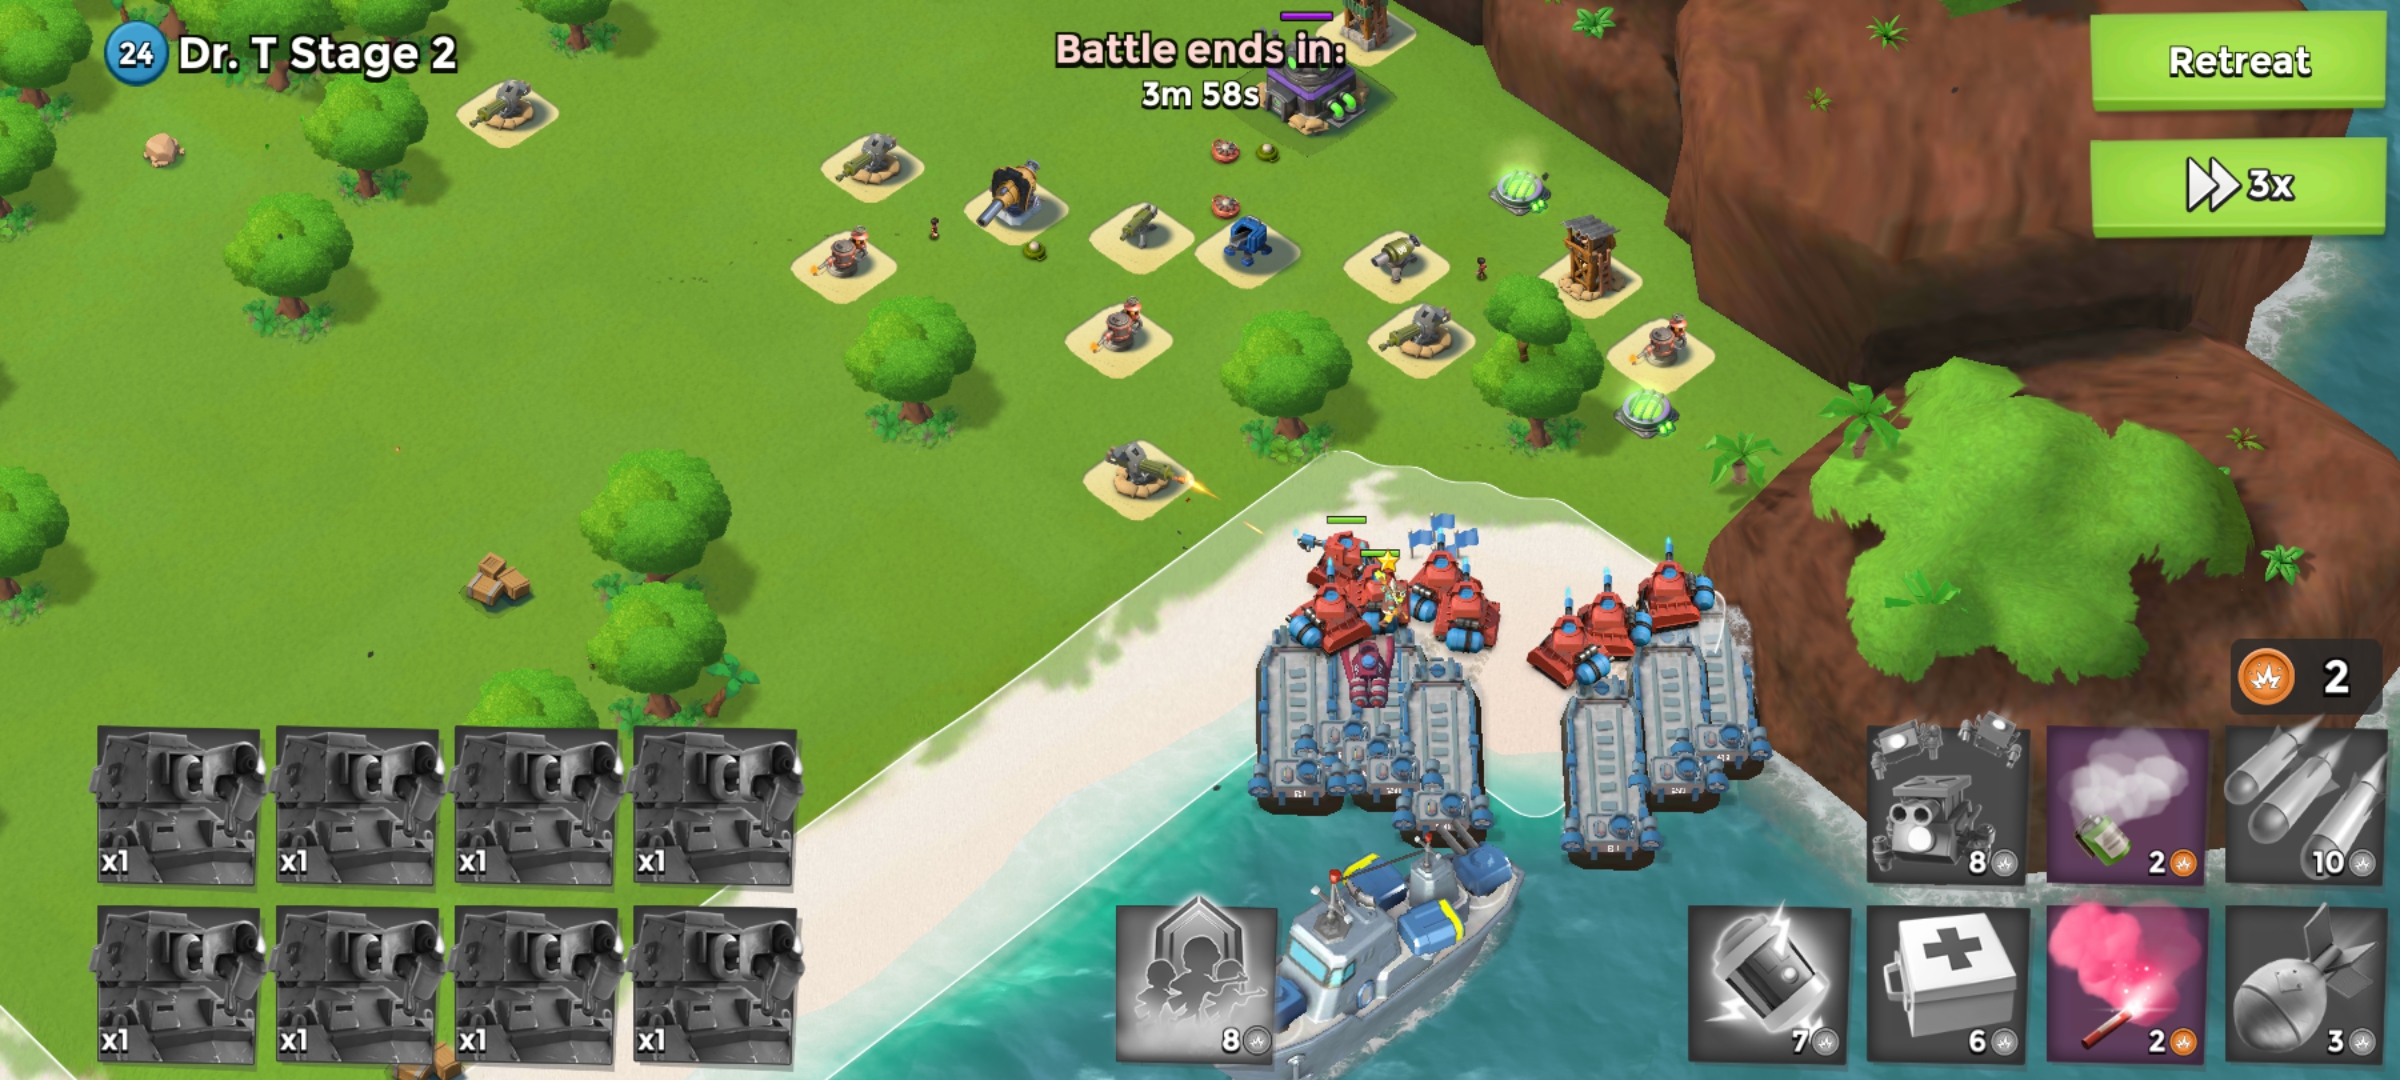 24 Dr. T Stage 2
Battle ends in:
3m 58s
Retreat
3x
2
x1 x1 x1 x1
8 2 10
x1 x1 x1 x1
8 7 6 2 3